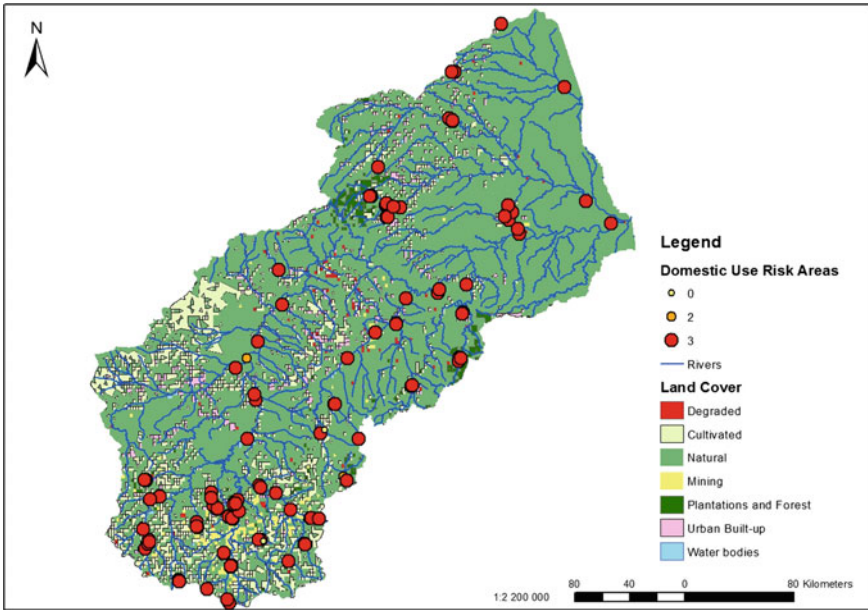 N
Legend
Domestic Use Risk Areas
0
2
3
Rivers
Land Cover
Degraded
Cultivated
Natural
Mining
Plantations and Forest
Urban Built-up
Water bodies
1:2 200 000
80 40 0 80 Kilometers